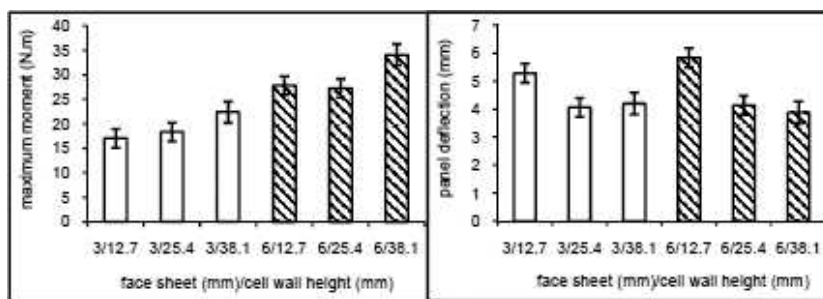 maximum moment (N.m)
40
35
30
25
20
15
10
5
0
3/12.7 3/25.4 3/38.1 6/12.7 6/25.4 6/38.1
face sheet (mm)/cell wall height (mm)
panel deflection (mm)
7
6
5
4
3
2
1
0
3/12.7 3/25.4 3/38.1 6/12.7 6/25.4 6/38.1
face sheet (mm)/cell wall height (mm)